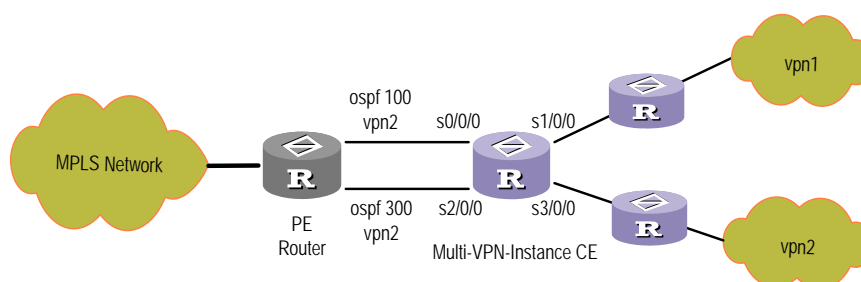 vpn1
ospf 100
vpn2
s0/0/0
s1/0/0
R
MPLS Network
R
R
ospf 300
vpn2
s2/0/0
s3/0/0
R
PE
Router
Multi-VPN-Instance CE
vpn2